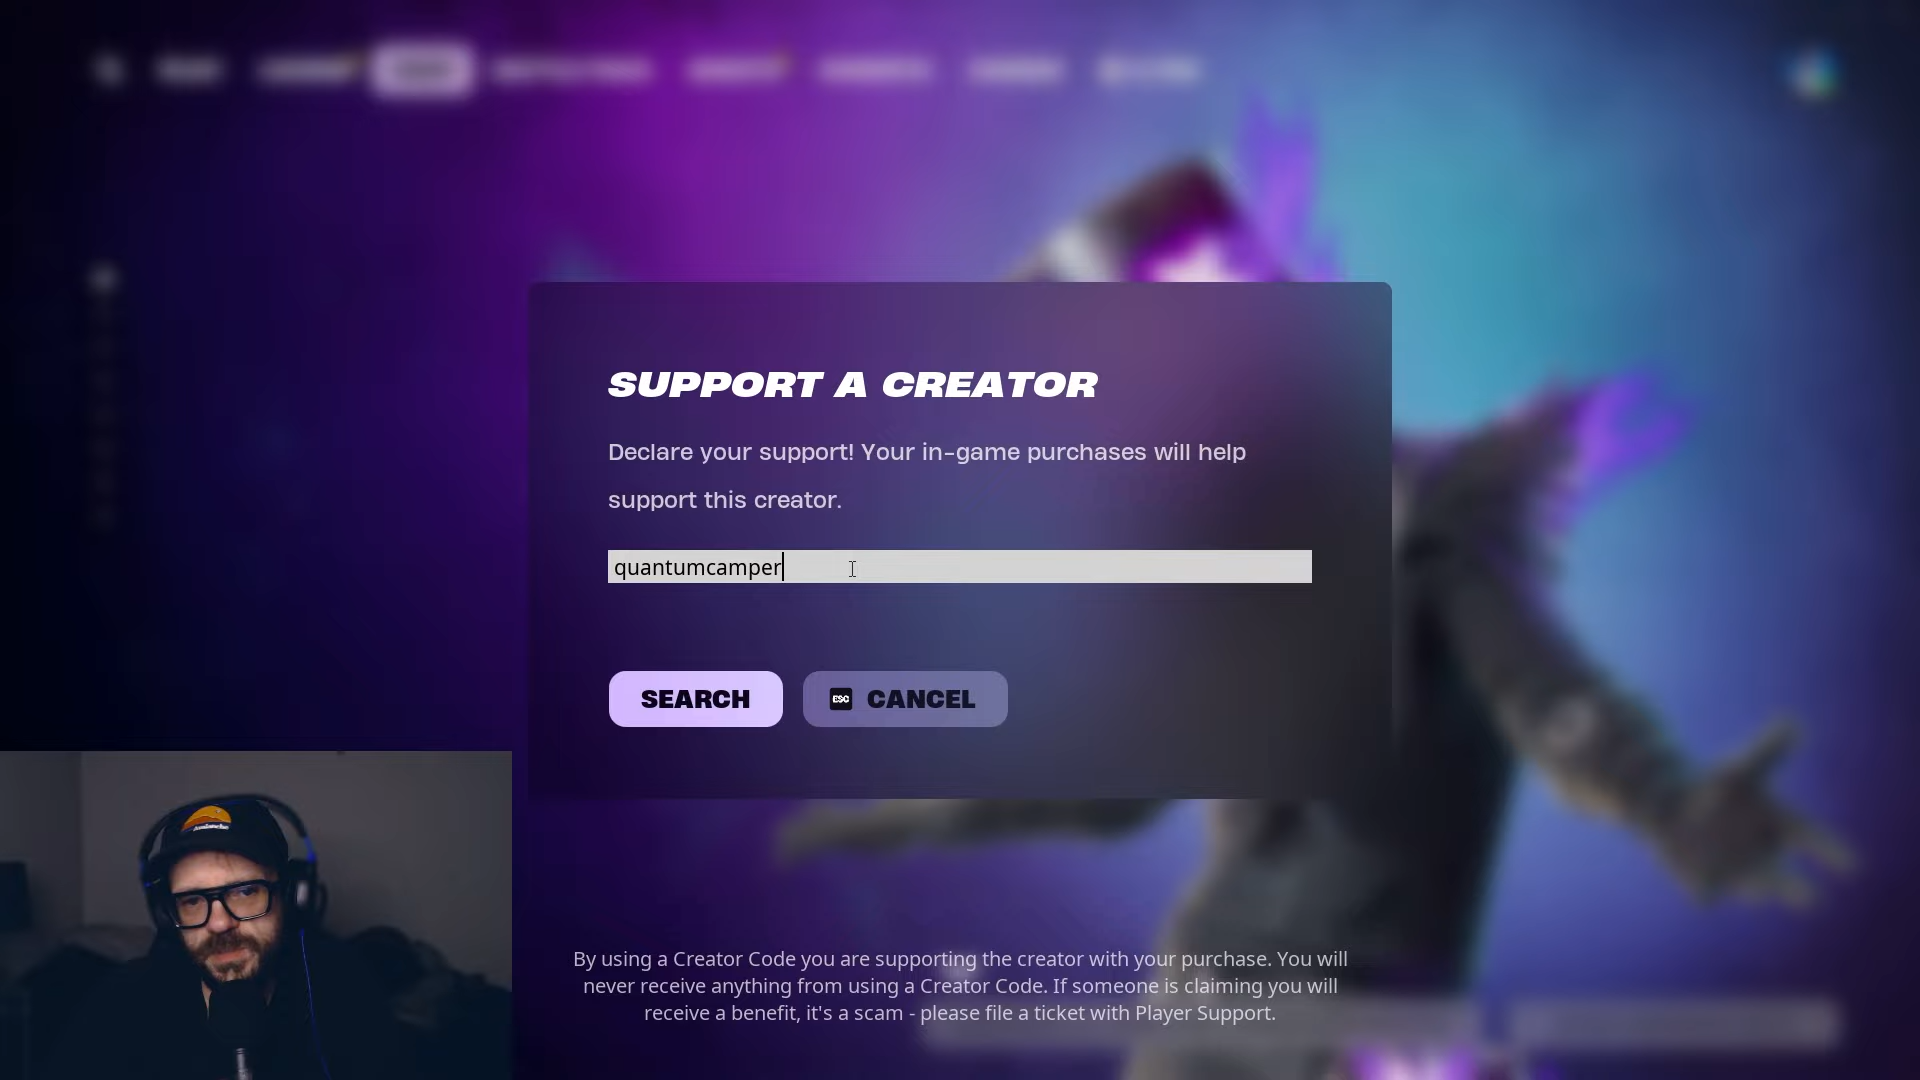 SUPPORT A CREATOR
Declare your support! Your in-game purchases will help
support this creator.
quantumcamper
SEARCH
ESC CANCEL
By using a Creator Code you are supporting the creator with your purchase. You will
never receive anything from using a Creator Code. If someone is claiming you will
receive a benefit, it's a scam - please file a ticket with Player Support.